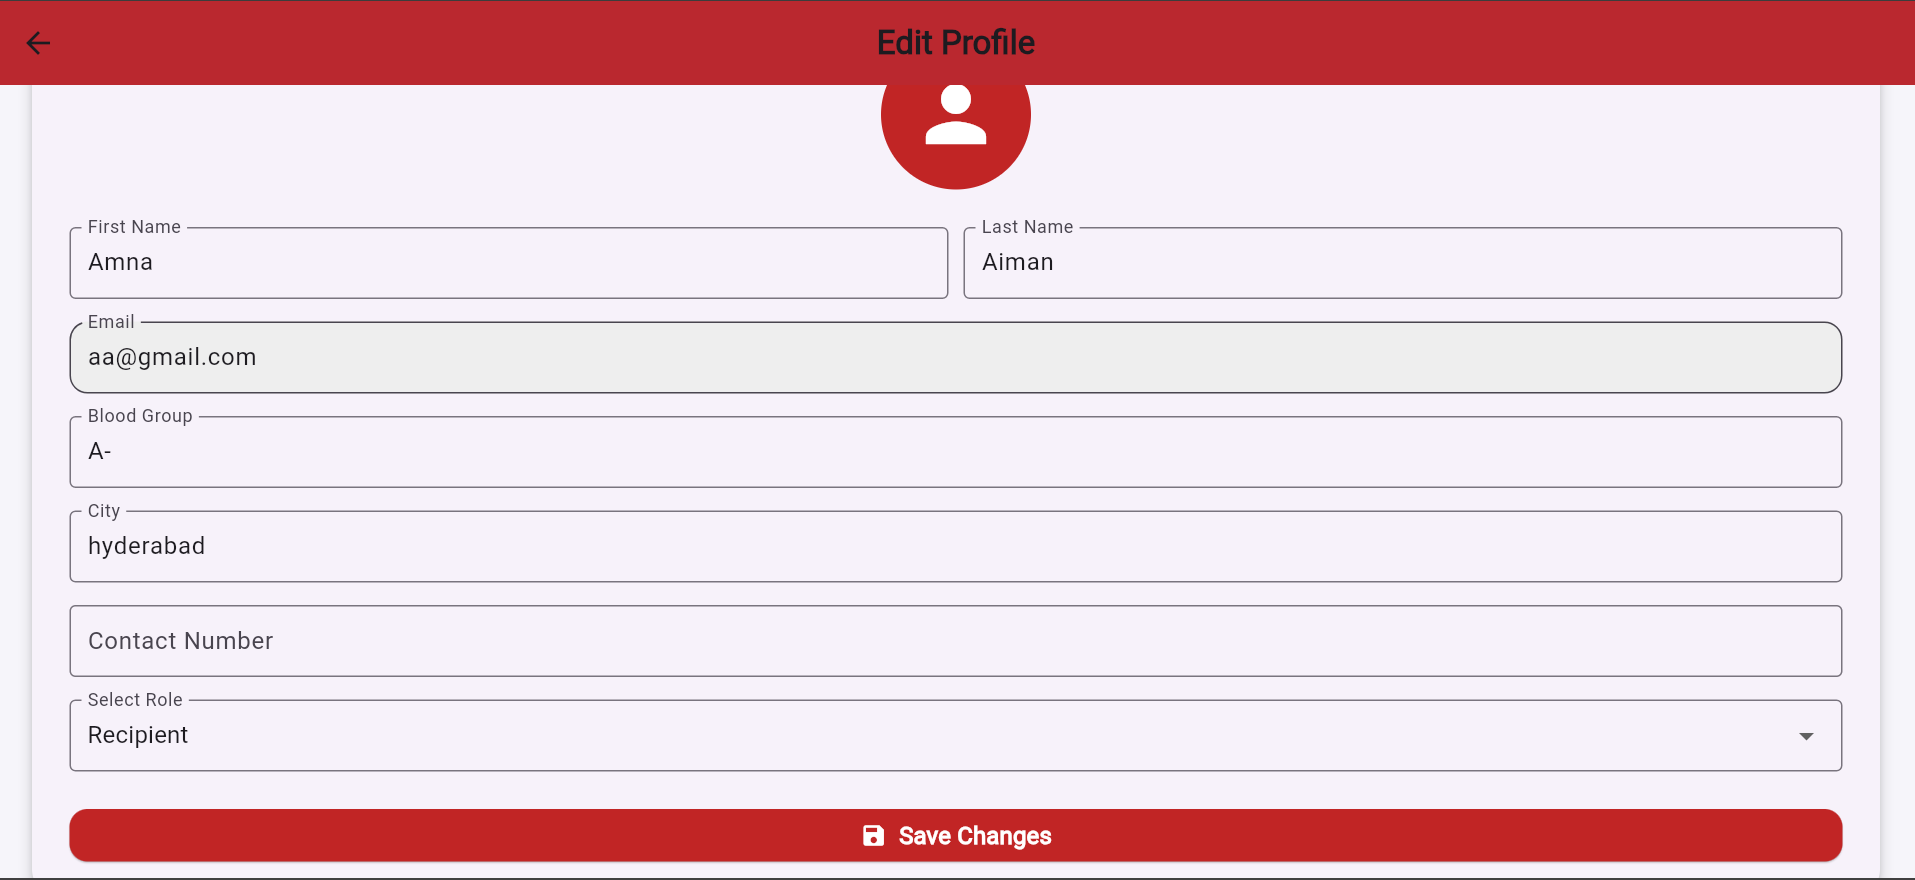 Edit Profile
First Name
Amna
Last Name
Aiman
Email
aa@gmail.com
Blood Group
A-
City
hyderabad
Contact Number
Select Role
Recipient
Save Changes